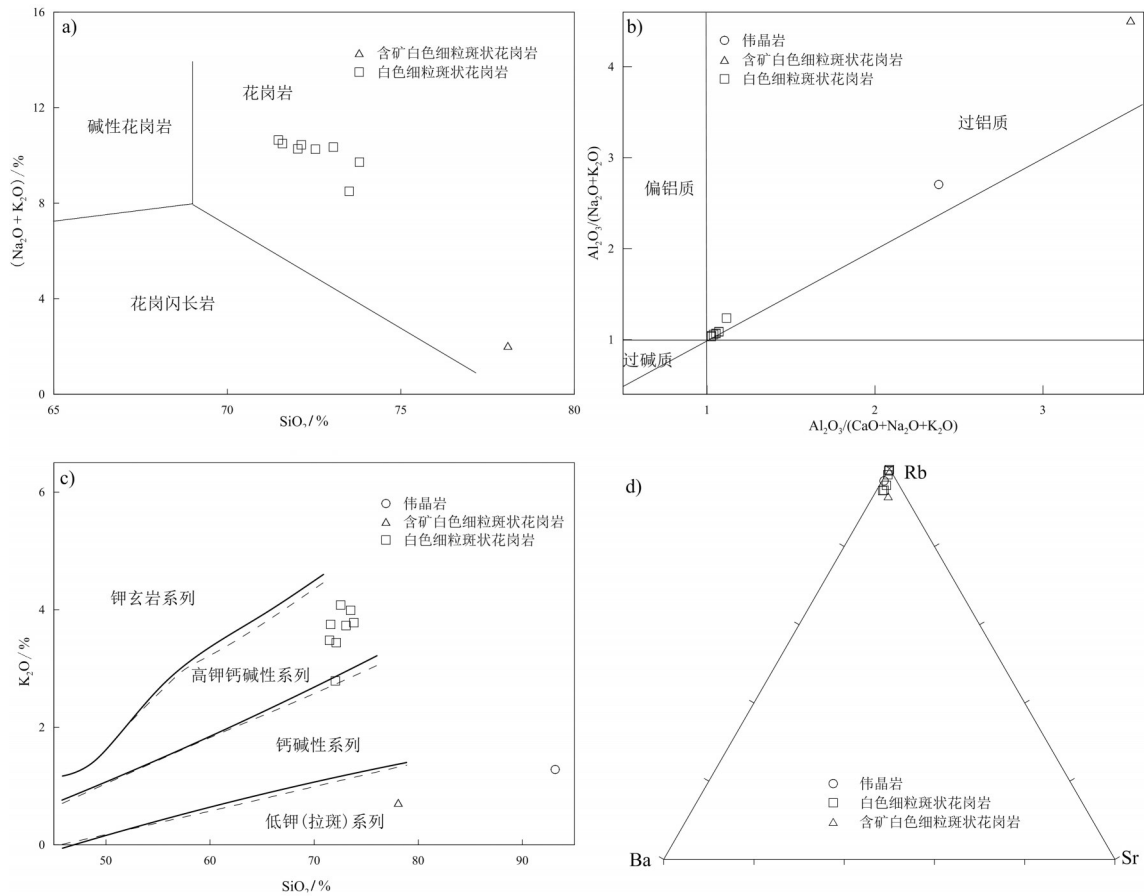 a)
16
12
8
4
0
65
70
75
80
(Na₂O + K₂O) / %
SiO₂ / %
△ 含矿白色细粒斑状花岗岩
□ 白色细粒斑状花岗岩
花岗岩
碱性花岗岩
花岗闪长岩
b)
4
3
2
1
1
2
3
Al₂O₃/(Na₂O+K₂O)
Al₂O₃/(CaO+Na₂O+K₂O)
○ 伟晶岩
△ 含矿白色细粒斑状花岗岩
□ 白色细粒斑状花岗岩
过铝质
偏铝质
过碱质
c)
6
4
2
0
50
60
70
80
90
K₂O / %
SiO₂ / %
○ 伟晶岩
△ 含矿白色细粒斑状花岗岩
□ 白色细粒斑状花岗岩
钾玄岩系列
高钾钙碱性系列
钙碱性系列
低钾(拉斑)系列
d)
Rb
○ 伟晶岩
□ 白色细粒斑状花岗岩
△ 含矿白色细粒斑状花岗岩
Ba
Sr